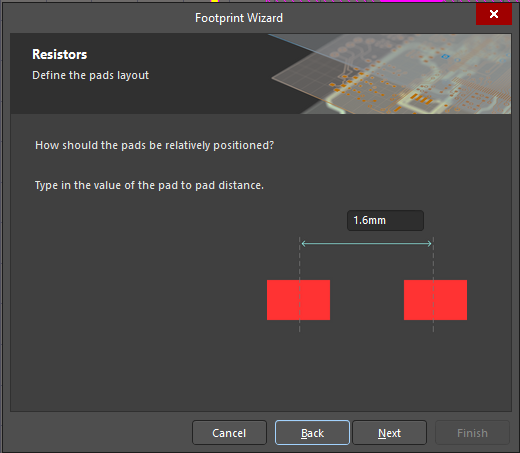 Footprint Wizard
Resistors
Define the pads layout
How should the pads be relatively positioned?
Type in the value of the pad to pad distance.
1.6mm
Cancel
Back
Next
Finish